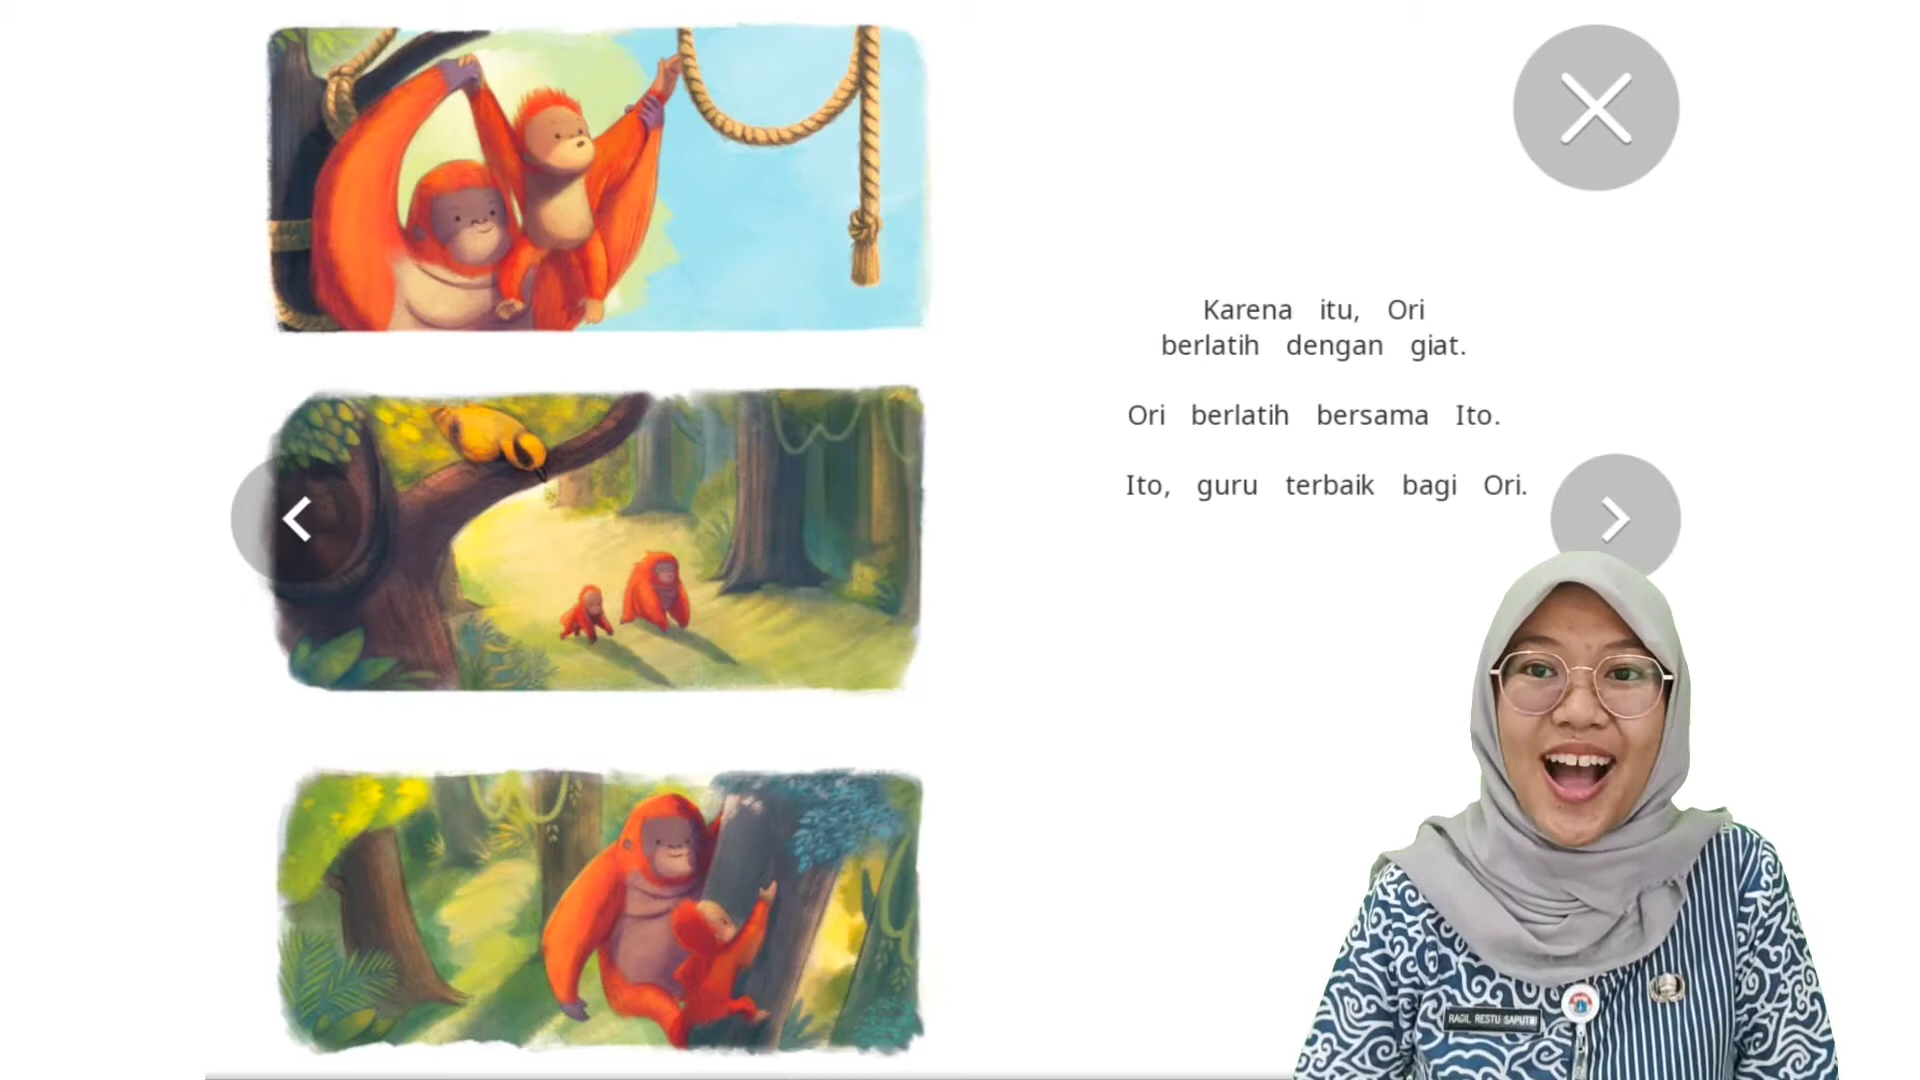 Karena itu, Ori
berlatih dengan giat.
Ori berlatih bersama Ito.
Ito, guru terbaik bagi Ori.
RAGIL RESTU SAPUTRI